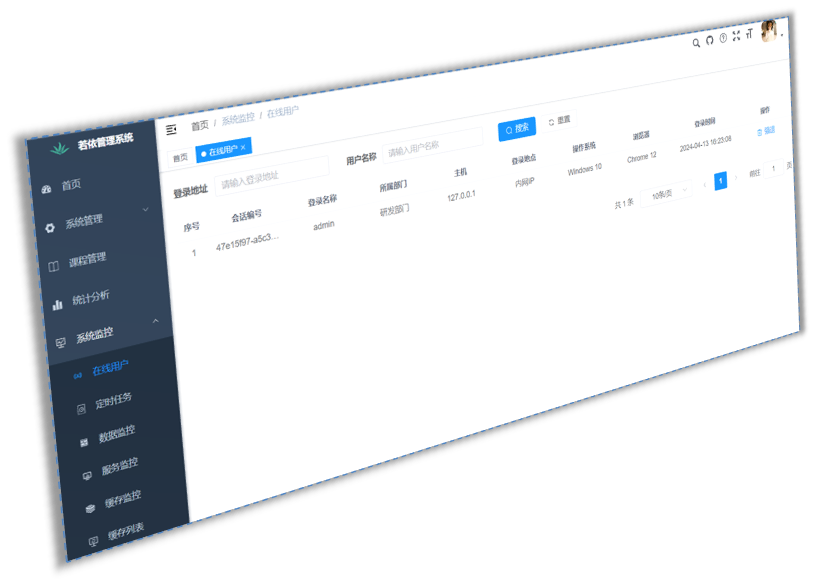 若依管理系统
首页
系统管理
课程管理
统计分析
系统监控
在线用户
定时任务
数据监控
服务监控
缓存监控
缓存列表
首页 / 系统监控 / 在线用户
首页 在线用户 ×
登录地址 请输入登录地址 用户名称 请输入用户名称 搜索 重置
序号 会话编号 登录名称 所属部门 主机 登录地点 操作系统 浏览器 登录时间 操作
1 47e15f97-a5c3... admin 研发部门 127.0.0.1 内网IP Windows 10 Chrome 12 2024-04-13 16:23:08 强退
共 1 条 10条/页 1 前往 1 页